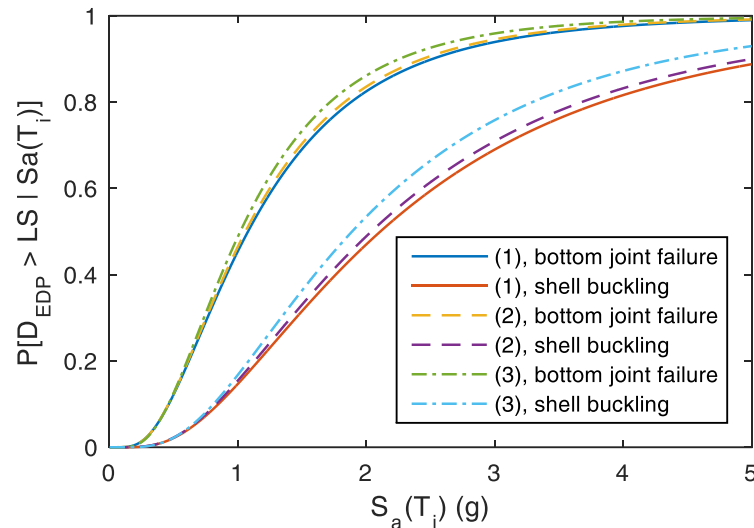 1
0.8
0.6
0.4
0.2
0
P[D_EDP > LS | Sa(T_i)]
(1), bottom joint failure
(1), shell buckling
(2), bottom joint failure
(2), shell buckling
(3), bottom joint failure
(3), shell buckling
0 1 2 3 4 5
S_a(T_i) (g)